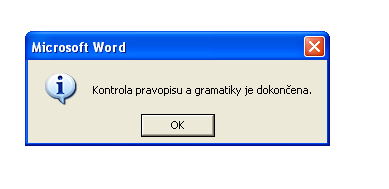 Microsoft Word
Kontrola pravopisu a gramatiky je dokončena.
OK